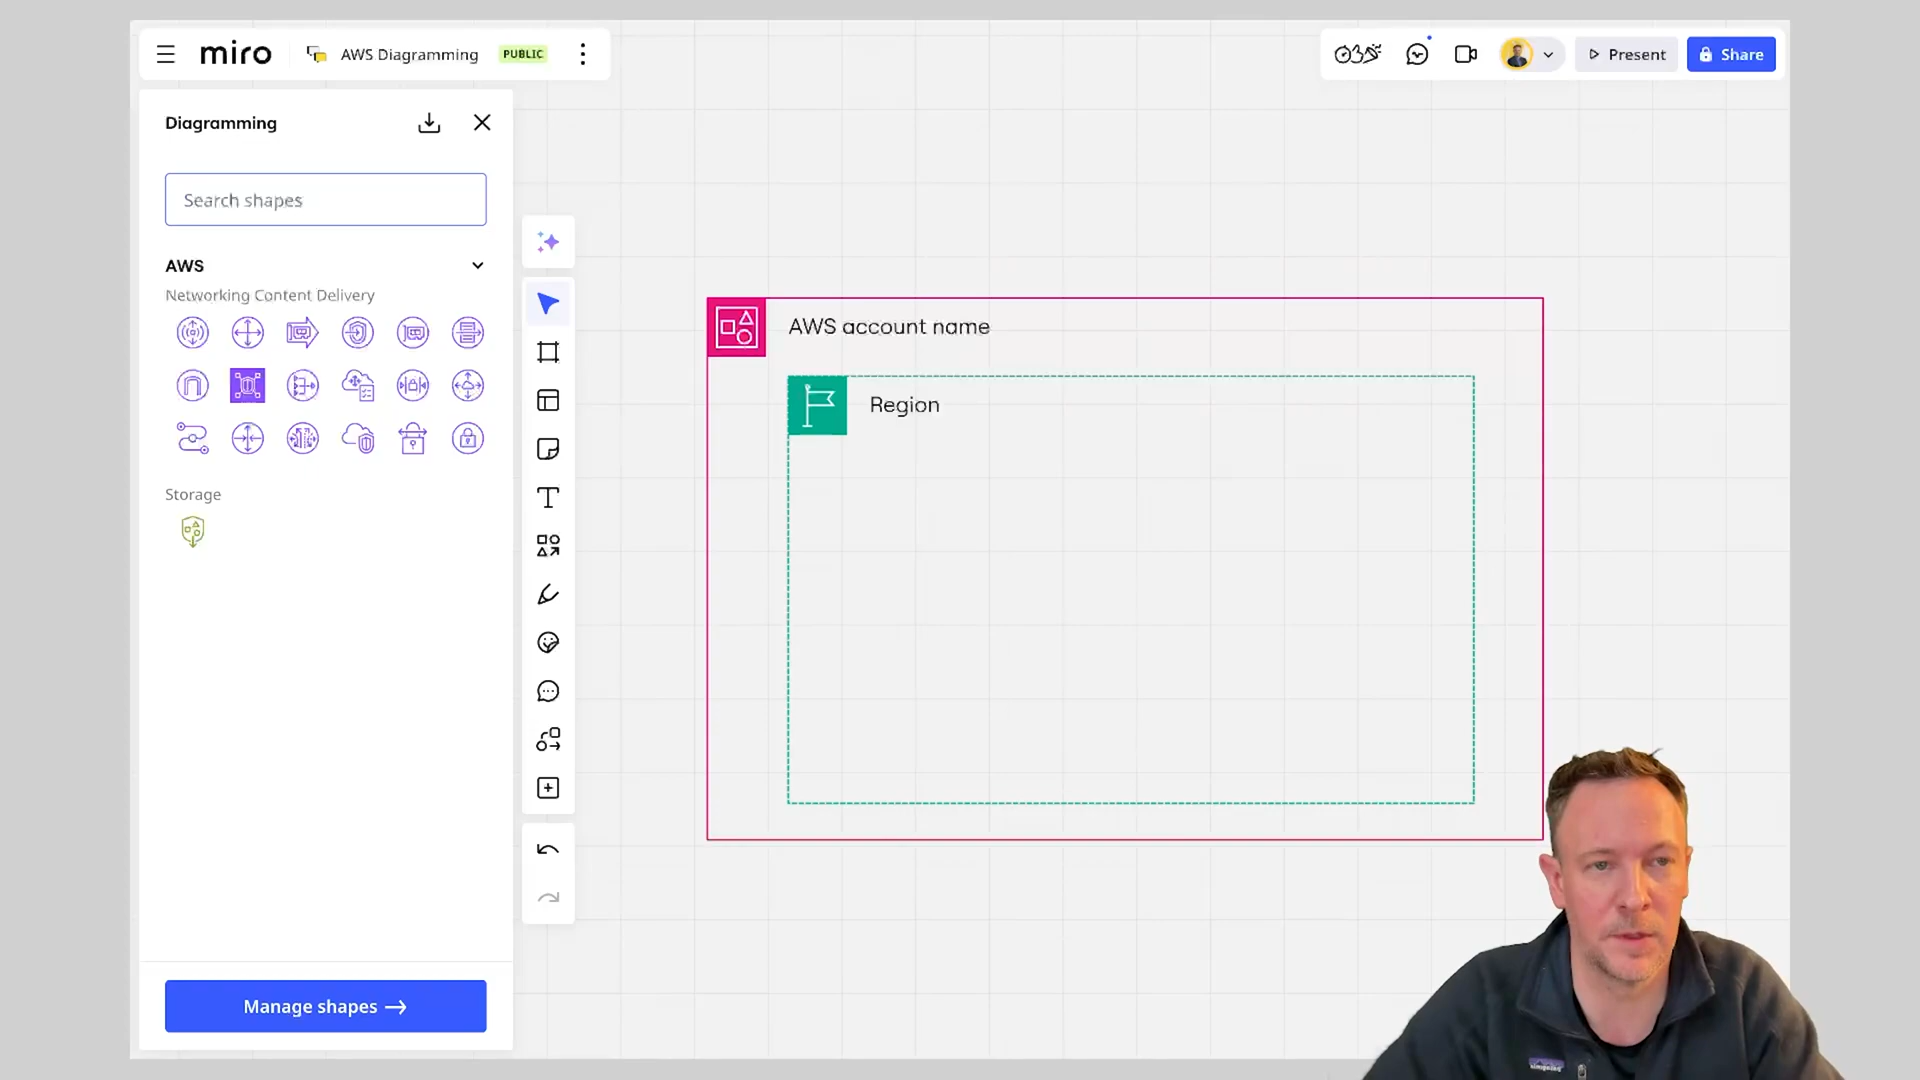 miro
AWS Diagramming
PUBLIC
Present
Share
Diagramming
Search shapes
AWS
Networking Content Delivery
Storage
Manage shapes
AWS account name
Region